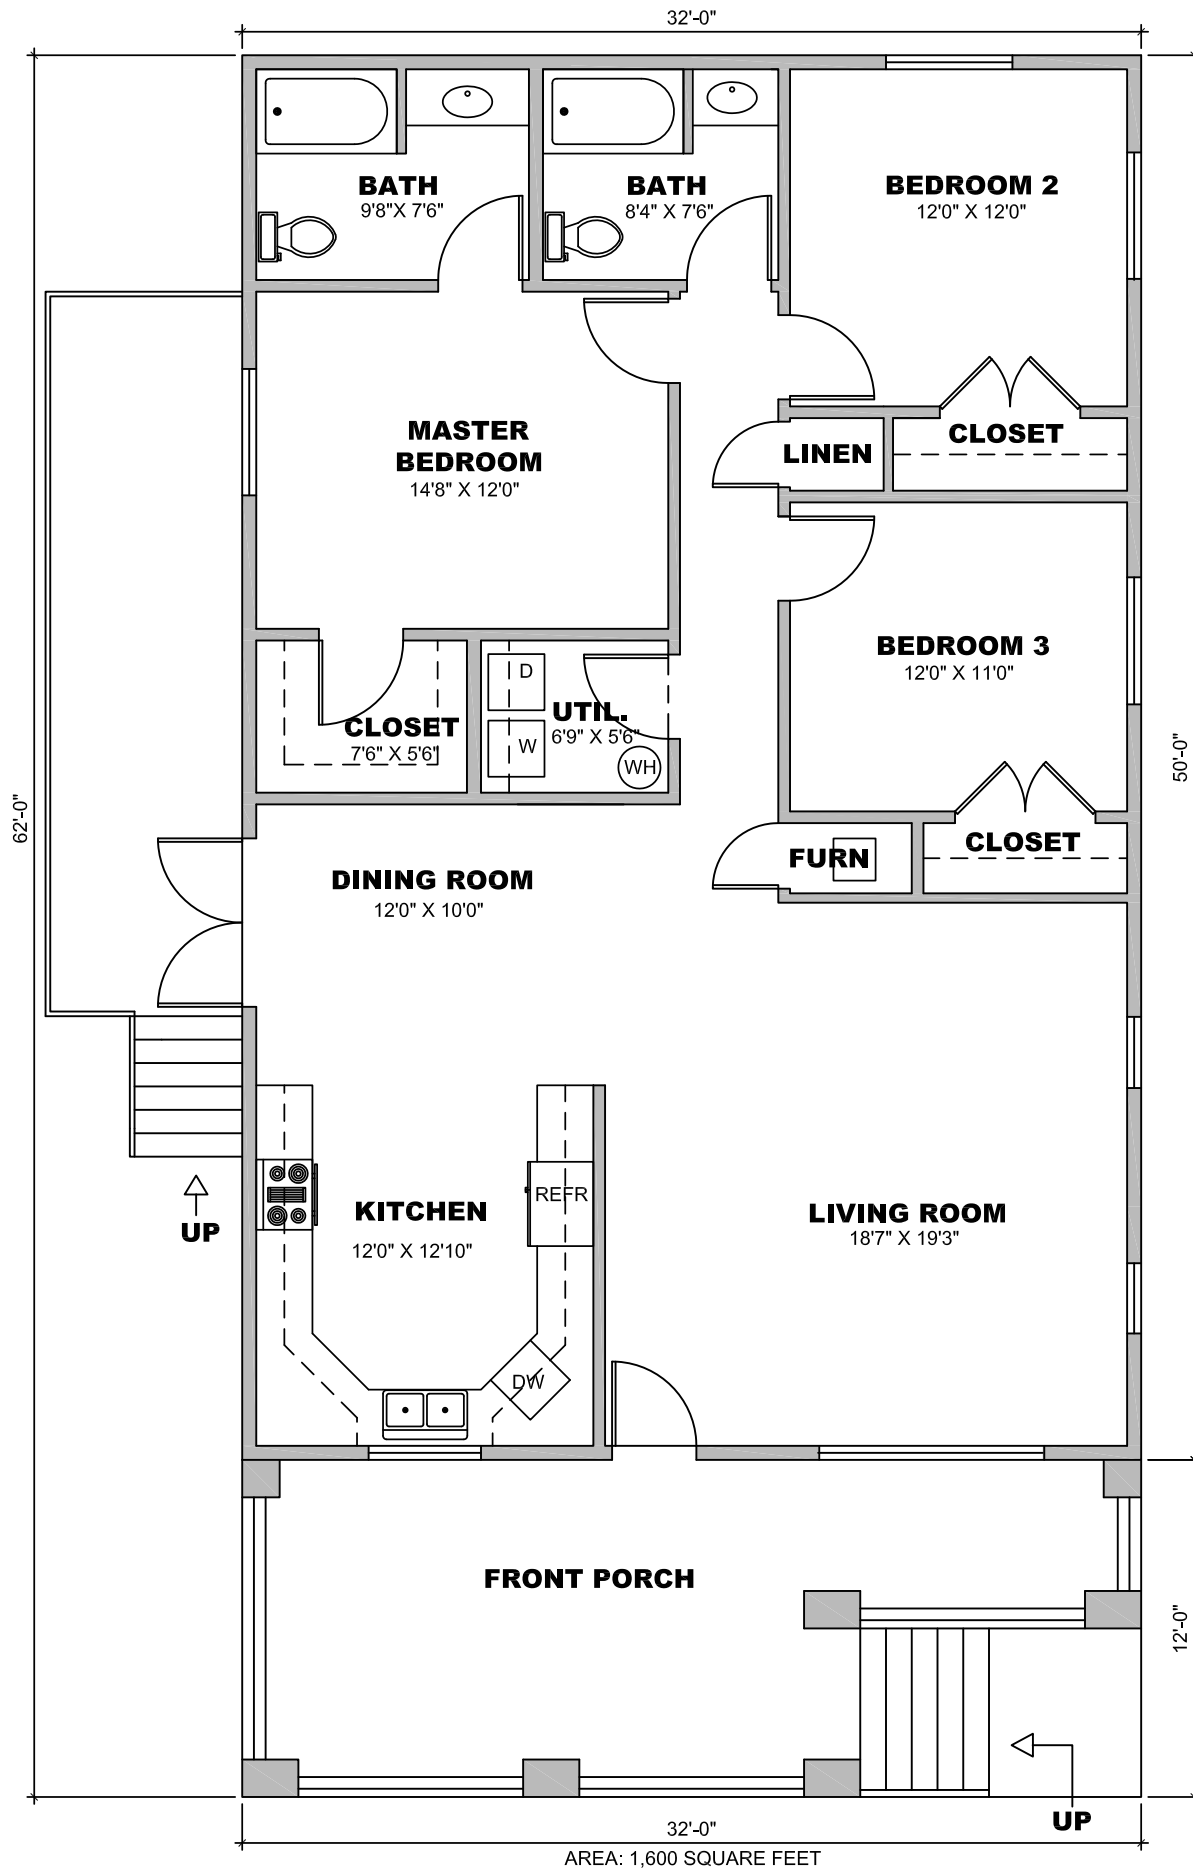 32'-0"
BATH
9'8"X 7'6"
BATH
8'4" X 7'6"
BEDROOM 2
12'0" X 12'0"
MASTER
BEDROOM
14'8" X 12'0"
LINEN
CLOSET
BEDROOM 3
12'0" X 11'0"
D
W
UTIL.
6'9" X 5'6"
WH
CLOSET
7'6" X 5'6"
50'-0"
62'-0"
FURN
CLOSET
DINING ROOM
12'0" X 10'0"
UP
KITCHEN
12'0" X 12'10"
REFR
DW
LIVING ROOM
18'7" X 19'3"
FRONT PORCH
12'-0"
UP
32'-0"
AREA: 1,600 SQUARE FEET